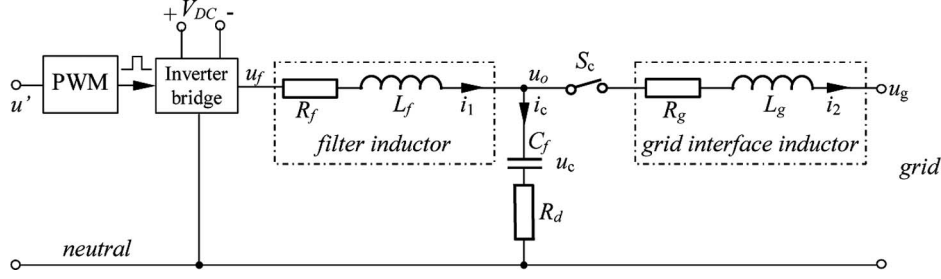 + V_DC -
u'
PWM
Inverter
bridge
u_f
R_f
L_f
i_1
filter inductor
u_o
i_c
S_c
C_f
u_c
R_d
R_g
L_g
i_2
grid interface inductor
u_g
grid
neutral